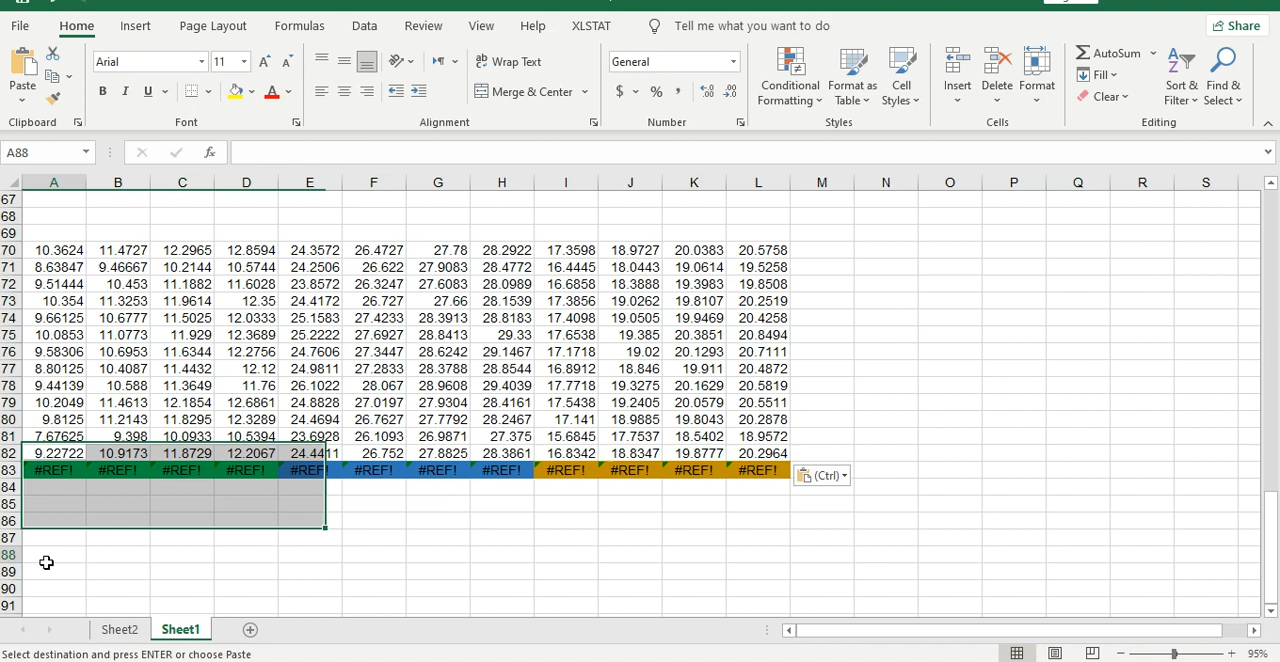 File Home Insert Page Layout Formulas Data Review View Help XLSTAT Tell me what you want to do Share
Paste Arial 11 Wrap Text General Conditional Formatting Format as Table Cell Styles Insert Delete Format AutoSum Sort & Filter Find & Select
Merge & Center Fill Clear
Clipboard Font Alignment Number Styles Cells Editing
A88 fx
A B C D E F G H I J K L M N O P Q R S
67
68
69
70 10.3624 11.4727 12.2965 12.8594 24.3572 26.4727 27.78 28.2922 17.3598 18.9727 20.0383 20.5758
71 8.63847 9.46667 10.2144 10.5744 24.2506 26.622 27.9083 28.4772 16.4445 18.0443 19.0614 19.5258
72 9.51444 10.453 11.1882 11.6028 23.8572 26.3247 27.6083 28.0989 16.6858 18.3888 19.3983 19.8508
73 10.354 11.3253 11.9614 12.35 24.4172 26.727 27.66 28.1539 17.3856 19.0262 19.8107 20.2519
74 9.66125 10.6777 11.5025 12.0333 25.1583 27.4233 28.3913 28.8183 17.4098 19.0505 19.9469 20.4258
75 10.0853 11.0773 11.929 12.3689 25.2222 27.6927 28.8413 29.33 17.6538 19.385 20.3851 20.8494
76 9.58306 10.6953 11.6344 12.2756 24.7606 27.3447 28.6242 29.1467 17.1718 19.02 20.1293 20.7111
77 8.80125 10.4087 11.4432 12.12 24.9811 27.2833 28.3788 28.8544 16.8912 18.846 19.911 20.4872
78 9.44139 10.588 11.3649 11.76 26.1022 28.067 28.9608 29.4039 17.7718 19.3275 20.1629 20.5819
79 10.2049 11.4613 12.1854 12.6861 24.8828 27.0197 27.9304 28.4161 17.5438 19.2405 20.0579 20.5511
80 9.8125 11.2143 11.8295 12.3289 24.4694 26.7627 27.7792 28.2467 17.141 18.9885 19.8043 20.2878
81 7.67625 9.398 10.0933 10.5394 23.6928 26.1093 26.9871 27.375 15.6845 17.7537 18.5402 18.9572
82 9.22722 10.9173 11.8729 12.2067 24.4411 26.752 27.8825 28.3861 16.8342 18.8347 19.8777 20.2964
83 #REF! #REF! #REF! #REF! #REF! #REF! #REF! #REF! #REF! #REF! #REF! #REF! (Ctrl)
84
85
86
87
88
89
90
91
Sheet2 Sheet1
Select destination and press ENTER or choose Paste 95%